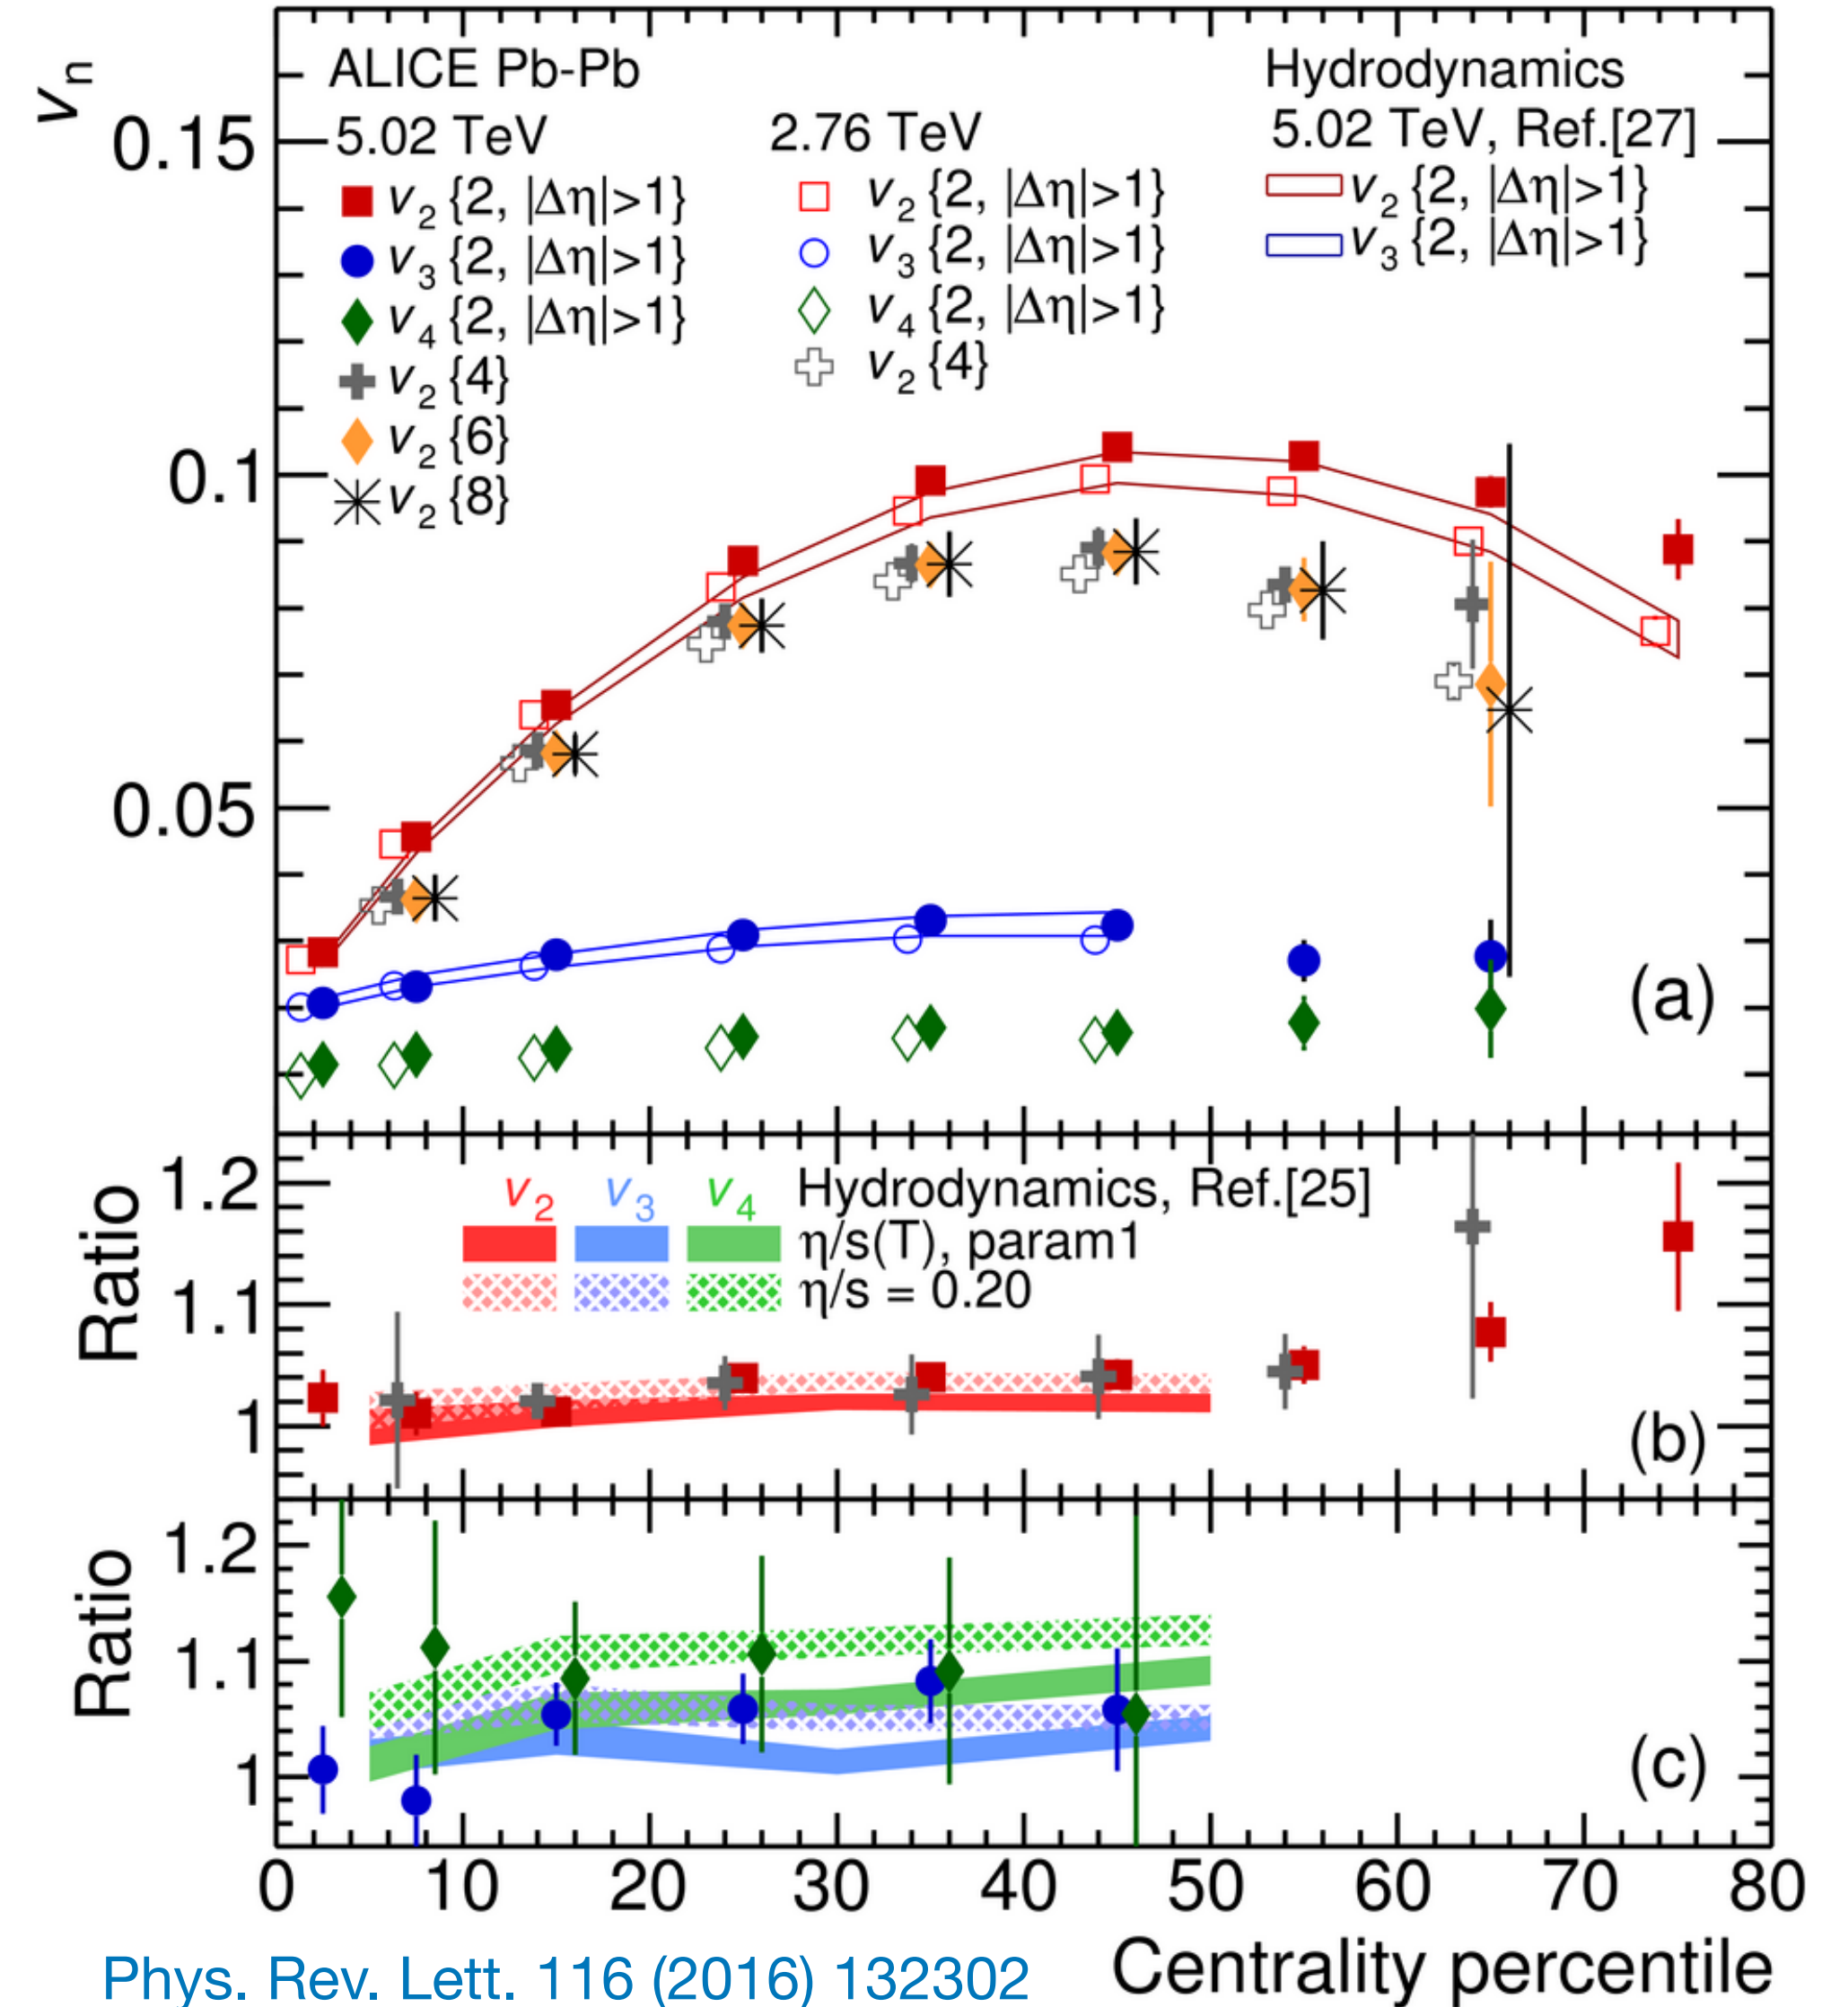 vn
ALICE Pb-Pb
Hydrodynamics
0.15
5.02 TeV
2.76 TeV
5.02 TeV, Ref.[27]
v2 {2, |Δη|>1}
v2 {2, |Δη|>1}
v2 {2, |Δη|>1}
v3 {2, |Δη|>1}
v3 {2, |Δη|>1}
v3 {2, |Δη|>1}
v4 {2, |Δη|>1}
v4 {2, |Δη|>1}
v2 {4}
v2 {4}
v2 {6}
v2 {8}
0.1
0.05
(a)
Ratio
1.2
1.1
1
v2 v3 v4 Hydrodynamics, Ref.[25]
η/s(T), param1
η/s = 0.20
(b)
Ratio
1.2
1.1
1
(c)
0 10 20 30 40 50 60 70 80
Centrality percentile
Phys. Rev. Lett. 116 (2016) 132302